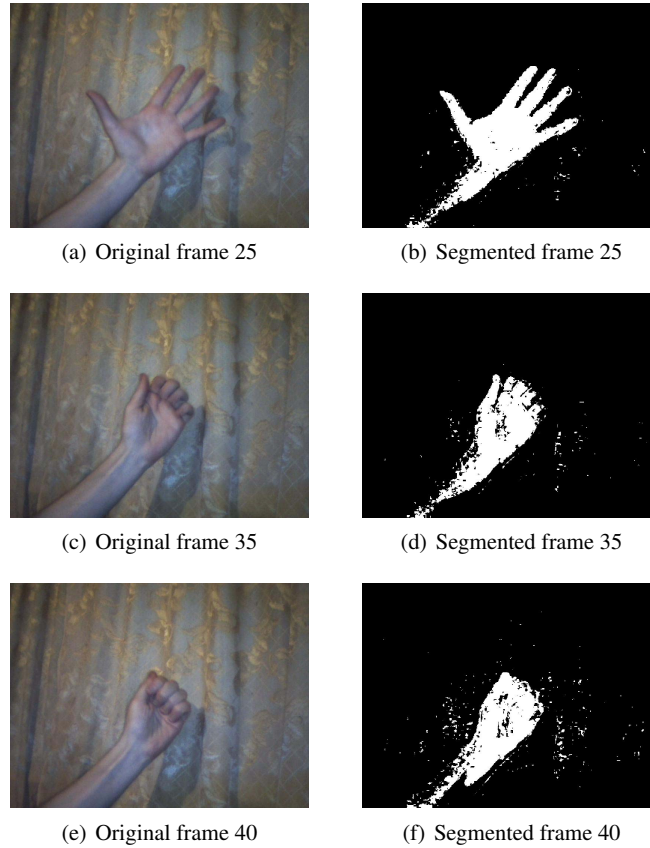 (a) Original frame 25
(b) Segmented frame 25
(c) Original frame 35
(d) Segmented frame 35
(e) Original frame 40
(f) Segmented frame 40